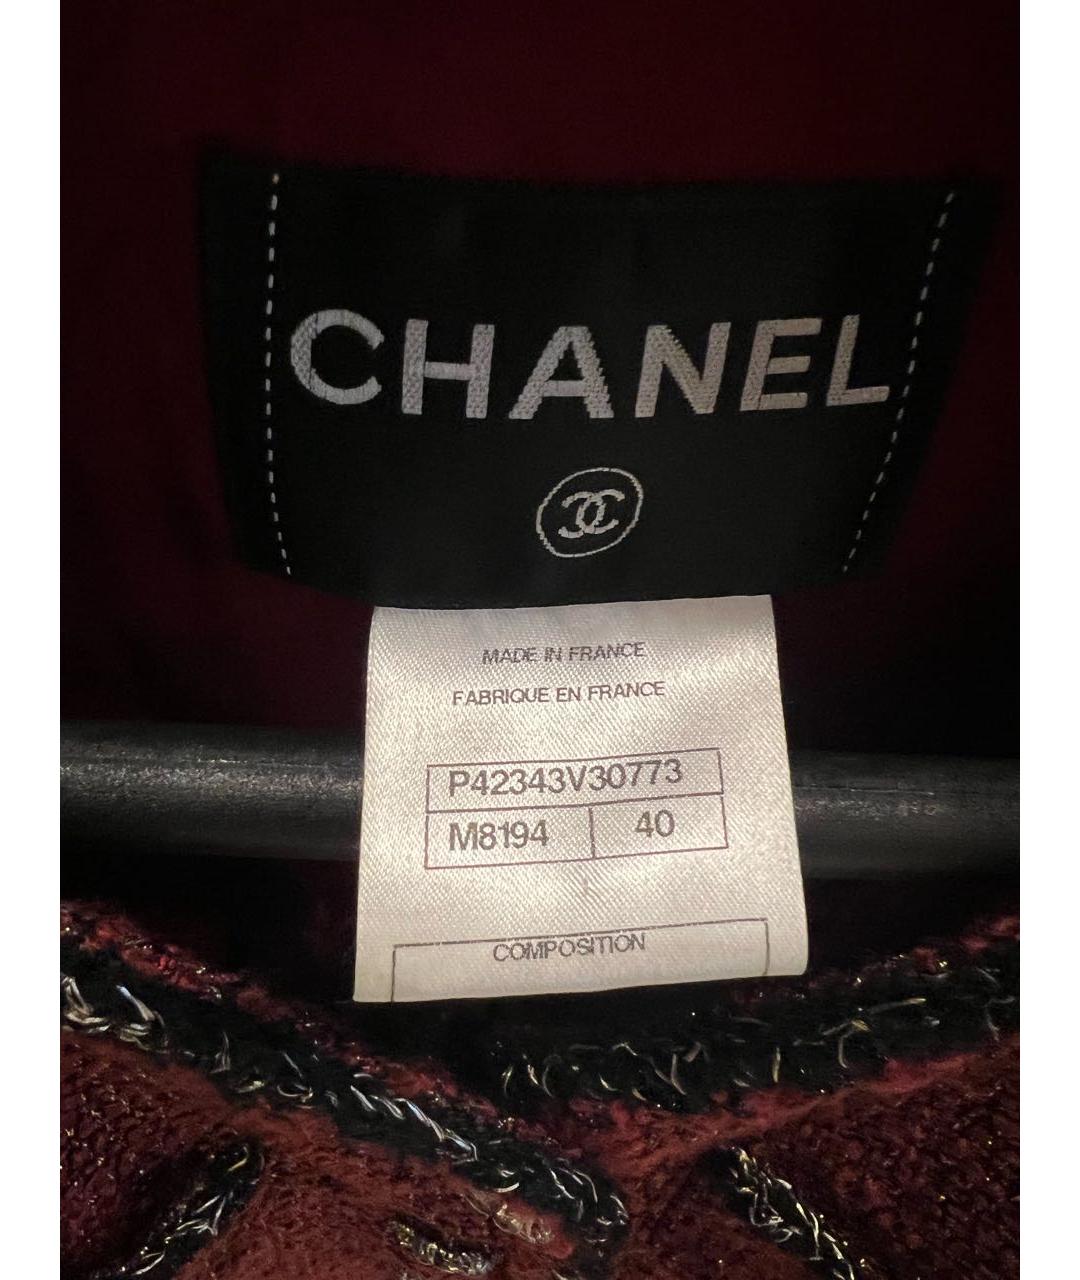 CHANEL
MADE IN FRANCE
FABRIQUE EN FRANCE
P42343V30773
M8194 40
COMPOSITION